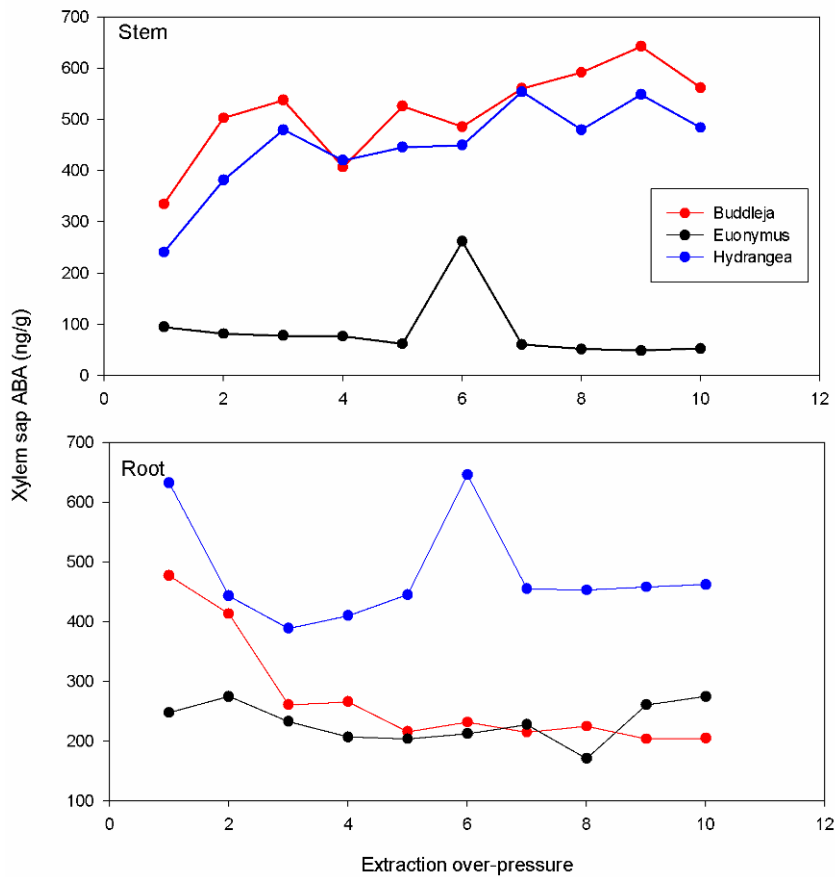 Stem
700
600
500
400
300
200
100
0
0 2 4 6 8 10 12
Buddleja
Euonymus
Hydrangea
Xylem sap ABA (ng/g)
Root
700
600
500
400
300
200
100
0 2 4 6 8 10 12
Extraction over-pressure